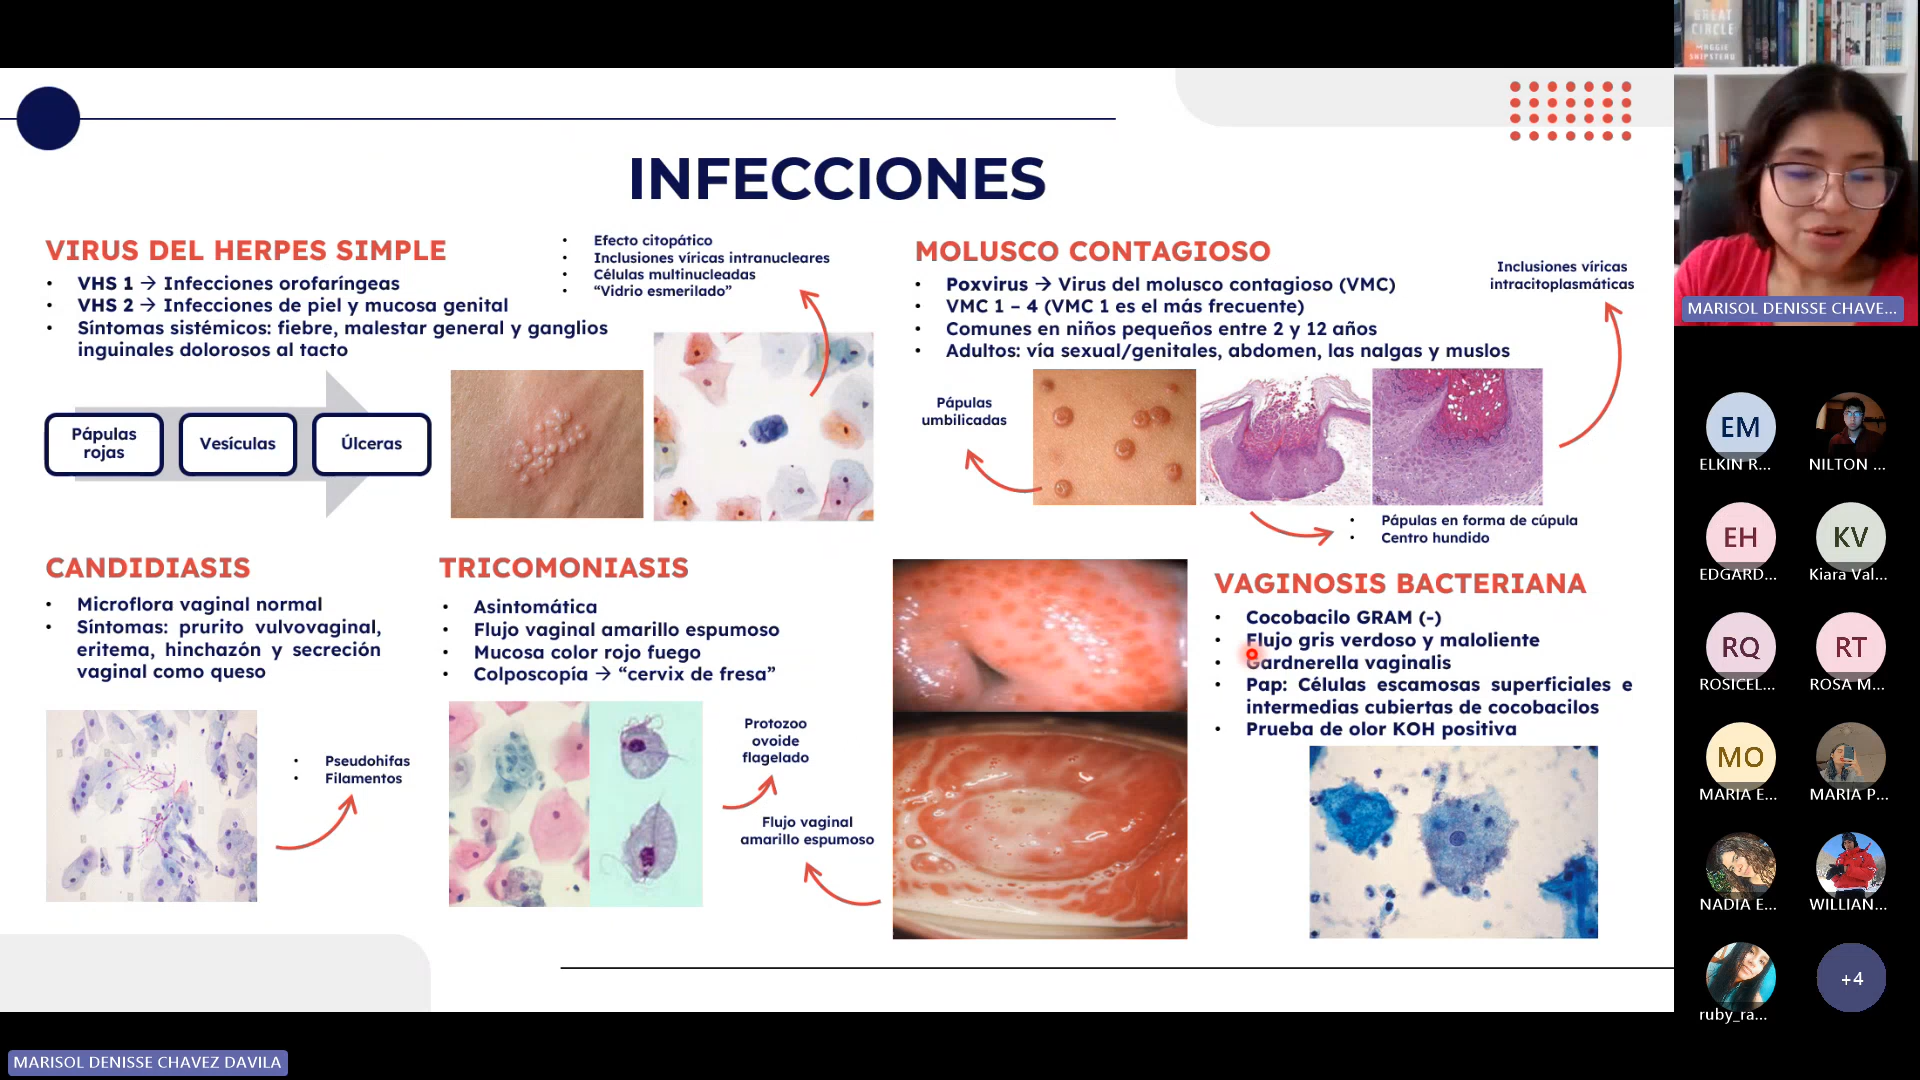 INFECCIONES
VIRUS DEL HERPES SIMPLE
• VHS 1 → Infecciones orofaríngeas
• VHS 2 → Infecciones de piel y mucosa genital
• Síntomas sistémicos: fiebre, malestar general y ganglios
inguinales dolorosos al tacto
• Efecto citopático
• Inclusiones víricas intranucleares
• Células multinucleadas
• “Vidrio esmerilado”
Pápulas
rojas
Vesículas
Úlceras
MOLUSCO CONTAGIOSO
• Poxvirus → Virus del molusco contagioso (VMC)
• VMC 1 – 4 (VMC 1 es el más frecuente)
• Comunes en niños pequeños entre 2 y 12 años
• Adultos: vía sexual/genitales, abdomen, las nalgas y muslos
Inclusiones víricas
intracitoplasmáticas
Pápulas
umbilicadas
A
• Pápulas en forma de cúpula
• Centro hundido
CANDIDIASIS
• Microflora vaginal normal
• Síntomas: prurito vulvovaginal,
eritema, hinchazón y secreción
vaginal como queso
• Pseudohifas
• Filamentos
TRICOMONIASIS
• Asintomática
• Flujo vaginal amarillo espumoso
• Mucosa color rojo fuego
• Colposcopía → “cervix de fresa”
Protozoo
ovoide
flagelado
Flujo vaginal
amarillo espumoso
VAGINOSIS BACTERIANA
• Cocobacilo GRAM (-)
• Flujo gris verdoso y maloliente
• Gardnerella vaginalis
• Pap: Células escamosas superficiales e
intermedias cubiertas de cocobacilos
• Prueba de olor KOH positiva
GREAT
CIRCLE
MAGGIE
SHIPSTEAD
MARISOL DENISSE CHAVE...
EM
ELKIN R...
NILTON ...
EH
EDGARD...
KV
Kiara Val...
RQ
ROSICEL...
RT
ROSA M...
MO
MARIA E...
MARIA P...
NADIA E...
WILLIAN...
ruby_ra...
+4
MARISOL DENISSE CHAVEZ DAVILA